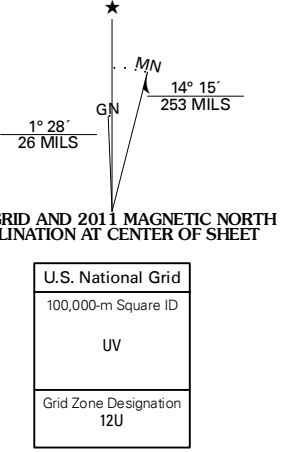 MN
GN
14° 15´
253 MILS
1° 28´
26 MILS
GRID AND 2011 MAGNETIC NORTH
LINATION AT CENTER OF SHEET
U.S. National Grid
100,000-m Square ID
UV
Grid Zone Designation
12U